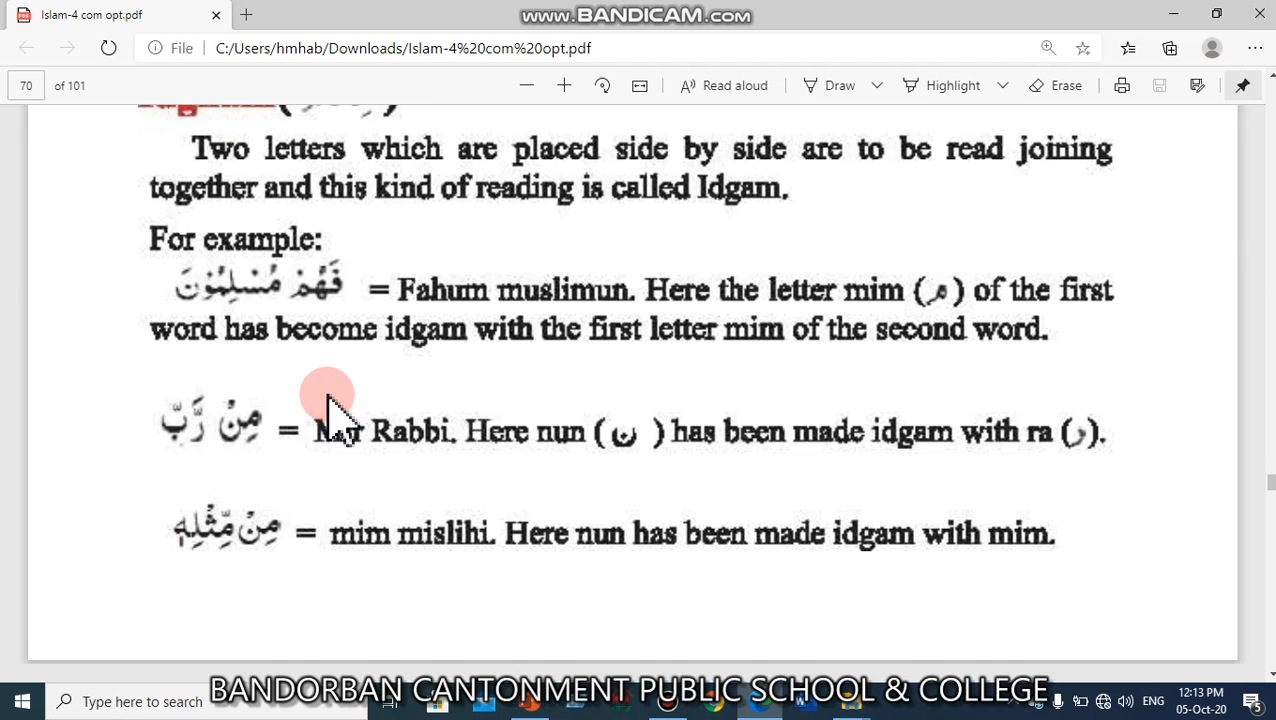 Islam-4 com opt.pdf
www.BANDICAM.com
File C:/Users/hmhab/Downloads/Islam-4%20com%20opt.pdf
70 of 101
Read aloud Draw Highlight Erase
Two letters which are placed side by side are to be read joining
together and this kind of reading is called Idgam.
For example:
فَهُمْ مُسْلِمُوْنَ = Fahum muslimun. Here the letter mim (م) of the first
word has become idgam with the first letter mim of the second word.
مِنْ رَّبِّ = Mir Rabbi. Here nun (ن) has been made idgam with ra (ر).
مِنْ مِّثْلِهٖ = mim mislihi. Here nun has been made idgam with mim.
BANDORBAN CANTONMENT PUBLIC SCHOOL & COLLEGE
Type here to search
ENG
12:13 PM
05-Oct-20
5